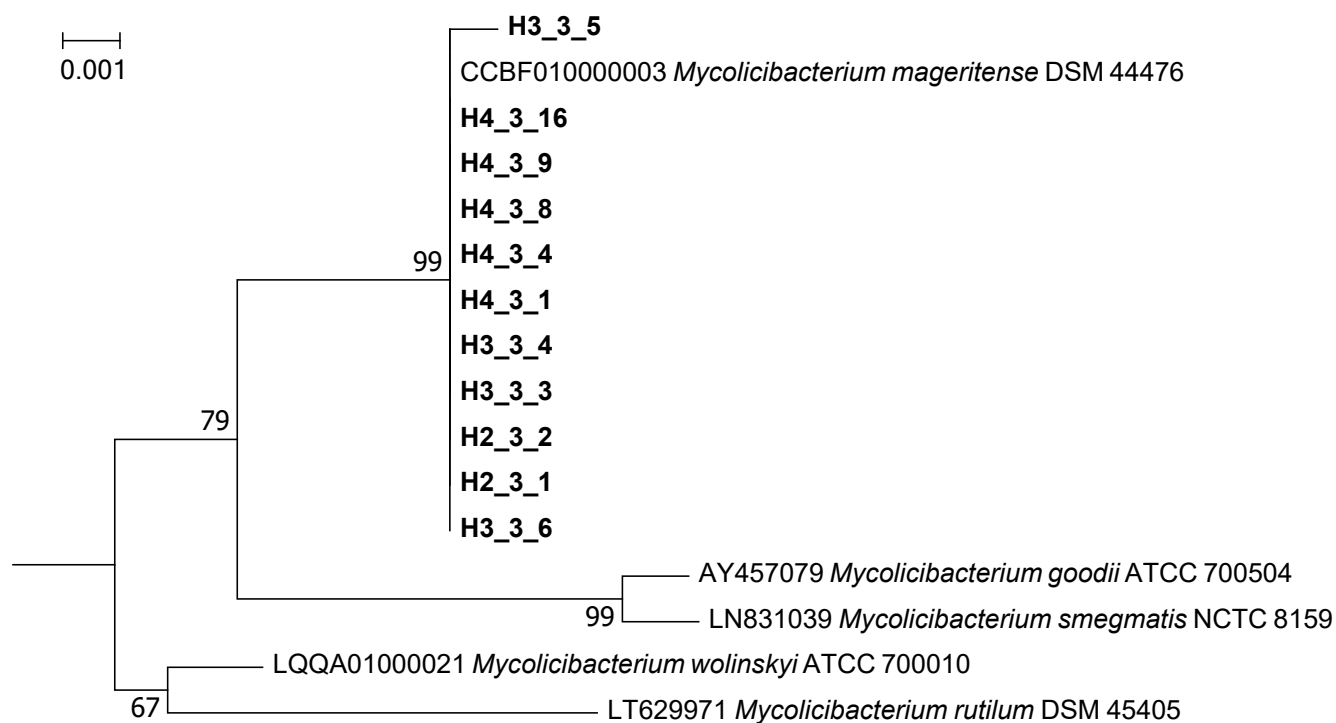 H3_3_5
0.001
CCBF010000003 Mycolicibacterium mageritense DSM 44476
H4_3_16
H4_3_9
H4_3_8
H4_3_4
99
H4_3_1
H3_3_4
H3_3_3
79
H2_3_2
H2_3_1
H3_3_6
AY457079 Mycolicibacterium goodii ATCC 700504
99
LN831039 Mycolicibacterium smegmatis NCTC 8159
LQQA01000021 Mycolicibacterium wolinskyi ATCC 700010
67
LT629971 Mycolicibacterium rutilum DSM 45405